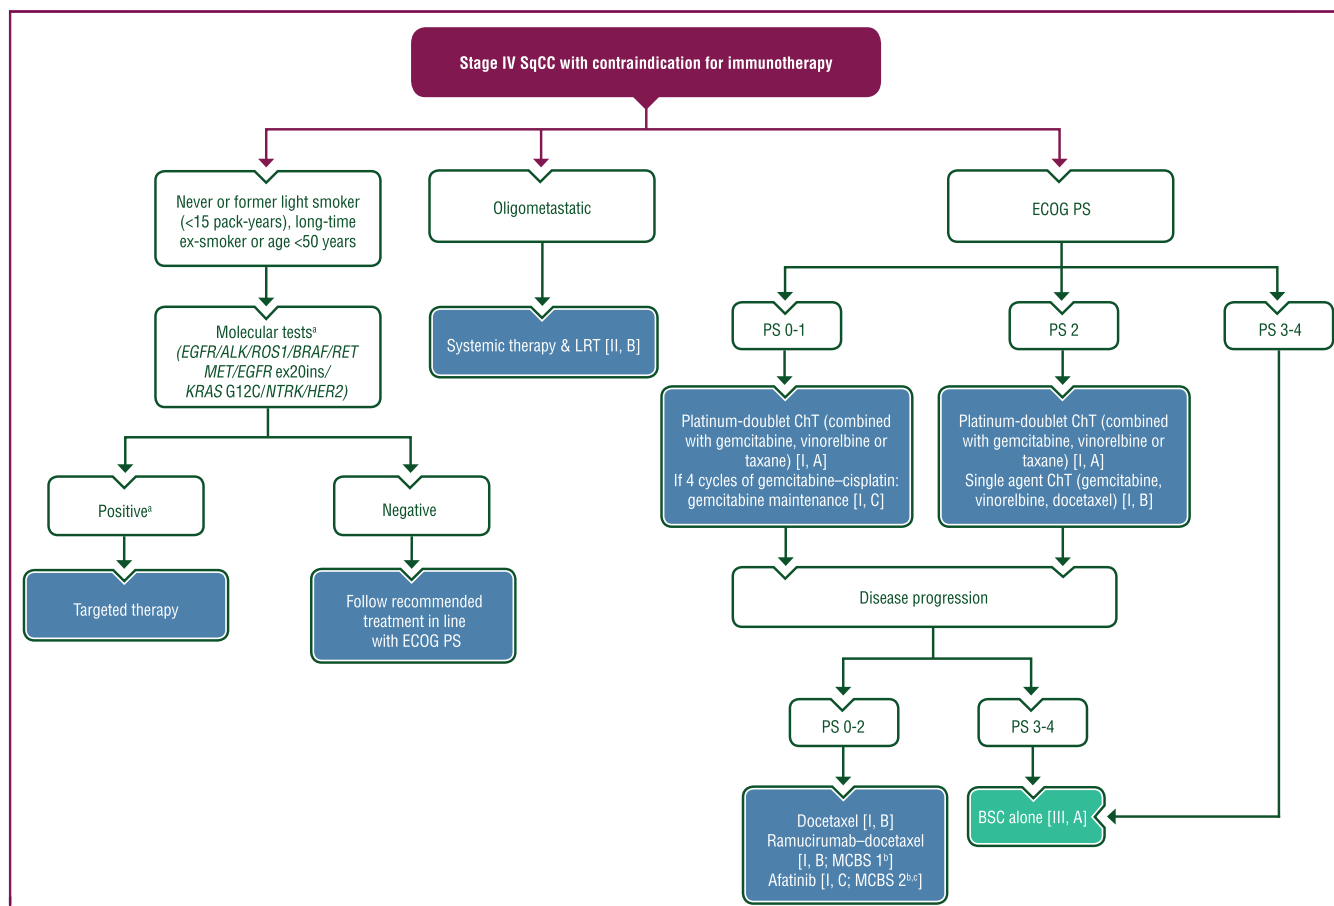 Stage IV SqCC with contraindication for immunotherapy
Never or former light smoker
(<15 pack-years), long-time
ex-smoker or age <50 years
Oligometastatic
ECOG PS
Molecular testsᵃ
(EGFR/ALK/ROS1/BRAF/RET
MET/EGFR ex20ins/
KRAS G12C/NTRK/HER2)
Systemic therapy & LRT [II, B]
PS 0-1
PS 2
PS 3-4
Platinum-doublet ChT (combined
with gemcitabine, vinorelbine or
taxane) [I, A]
If 4 cycles of gemcitabine–cisplatin:
gemcitabine maintenance [I, C]
Platinum-doublet ChT (combined
with gemcitabine, vinorelbine or
taxane) [I, A]
Single agent ChT (gemcitabine,
vinorelbine, docetaxel) [I, B]
Positiveᵃ
Negative
Targeted therapy
Follow recommended
treatment in line
with ECOG PS
Disease progression
PS 0-2
PS 3-4
Docetaxel [I, B]
Ramucirumab–docetaxel
[I, B; MCBS 1ᵇ]
Afatinib [I, C; MCBS 2ᵇ,ᶜ]
BSC alone [III, A]